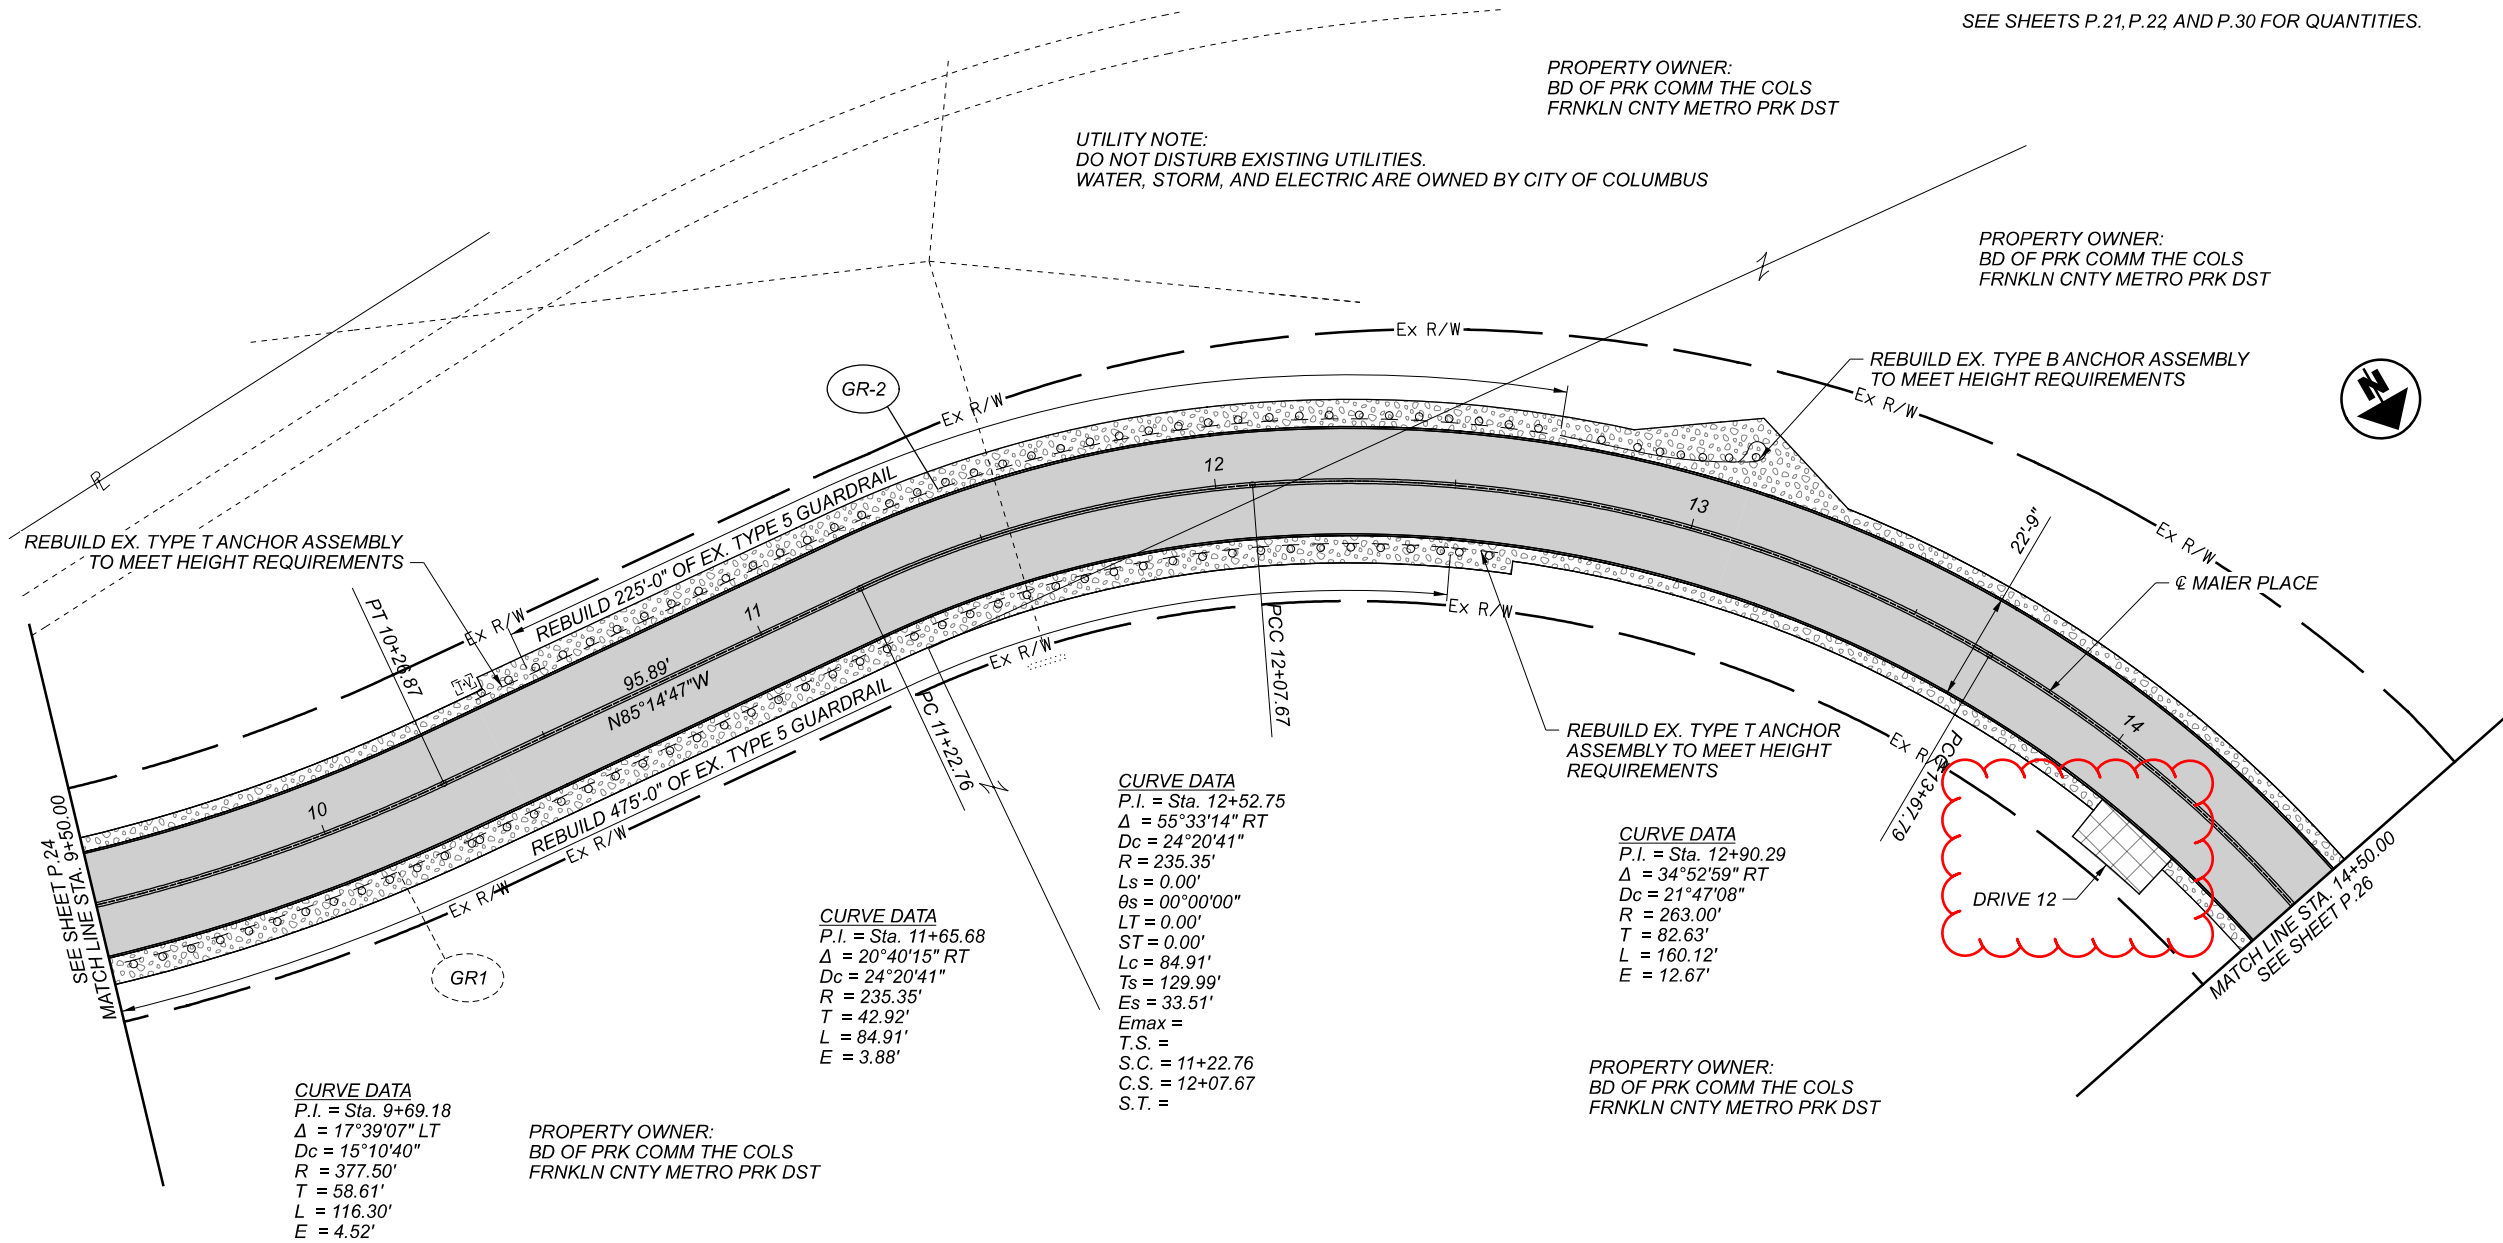 SEE SHEETS P.21, P.22, AND P.30 FOR QUANTITIES.
PROPERTY OWNER:
BD OF PRK COMM THE COLS
FRNKLN CNTY METRO PRK DST
UTILITY NOTE:
DO NOT DISTURB EXISTING UTILITIES.
WATER, STORM, AND ELECTRIC ARE OWNED BY CITY OF COLUMBUS
PROPERTY OWNER:
BD OF PRK COMM THE COLS
FRNKLN CNTY METRO PRK DST
Ex R/W
REBUILD EX. TYPE B ANCHOR ASSEMBLY
TO MEET HEIGHT REQUIREMENTS
N
GR-2
Ex R/W
Ex R/W
12
13
22'-9"
Ex R/W
℄ MAIER PLACE
REBUILD EX. TYPE T ANCHOR ASSEMBLY
TO MEET HEIGHT REQUIREMENTS
REBUILD 225'-0" OF EX. TYPE 5 GUARDRAIL
Ex R/W
PT 10+26.87
11
95.89'
N85°14'47"W
Ex R/W
Ex R/W
PCC 12+07.67
PC 11+22.76
REBUILD 475'-0" OF EX. TYPE 5 GUARDRAIL
Ex R/W
10
Ex R/W
SEE SHEET P.24
MATCH LINE STA. 9+50.00
GR1
REBUILD EX. TYPE T ANCHOR
ASSEMBLY TO MEET HEIGHT
REQUIREMENTS
14
Ex R/W
PCC 13+67.79
DRIVE 12
MATCH LINE STA. 14+50.00
SEE SHEET P.26
CURVE DATA
P.I. = Sta. 12+52.75
Δ = 55°33'14" RT
Dc = 24°20'41"
R = 235.35'
Ls = 0.00'
θs = 00°00'00"
LT = 0.00'
ST = 0.00'
Lc = 84.91'
Ts = 129.99'
Es = 33.51'
Emax =
T.S. =
S.C. = 11+22.76
C.S. = 12+07.67
S.T. =
CURVE DATA
P.I. = Sta. 12+90.29
Δ = 34°52'59" RT
Dc = 21°47'08"
R = 263.00'
T = 82.63'
L = 160.12'
E = 12.67'
CURVE DATA
P.I. = Sta. 11+65.68
Δ = 20°40'15" RT
Dc = 24°20'41"
R = 235.35'
T = 42.92'
L = 84.91'
E = 3.88'
CURVE DATA
P.I. = Sta. 9+69.18
Δ = 17°39'07" LT
Dc = 15°10'40"
R = 377.50'
T = 58.61'
L = 116.30'
E = 4.52'
PROPERTY OWNER:
BD OF PRK COMM THE COLS
FRNKLN CNTY METRO PRK DST
PROPERTY OWNER:
BD OF PRK COMM THE COLS
FRNKLN CNTY METRO PRK DST